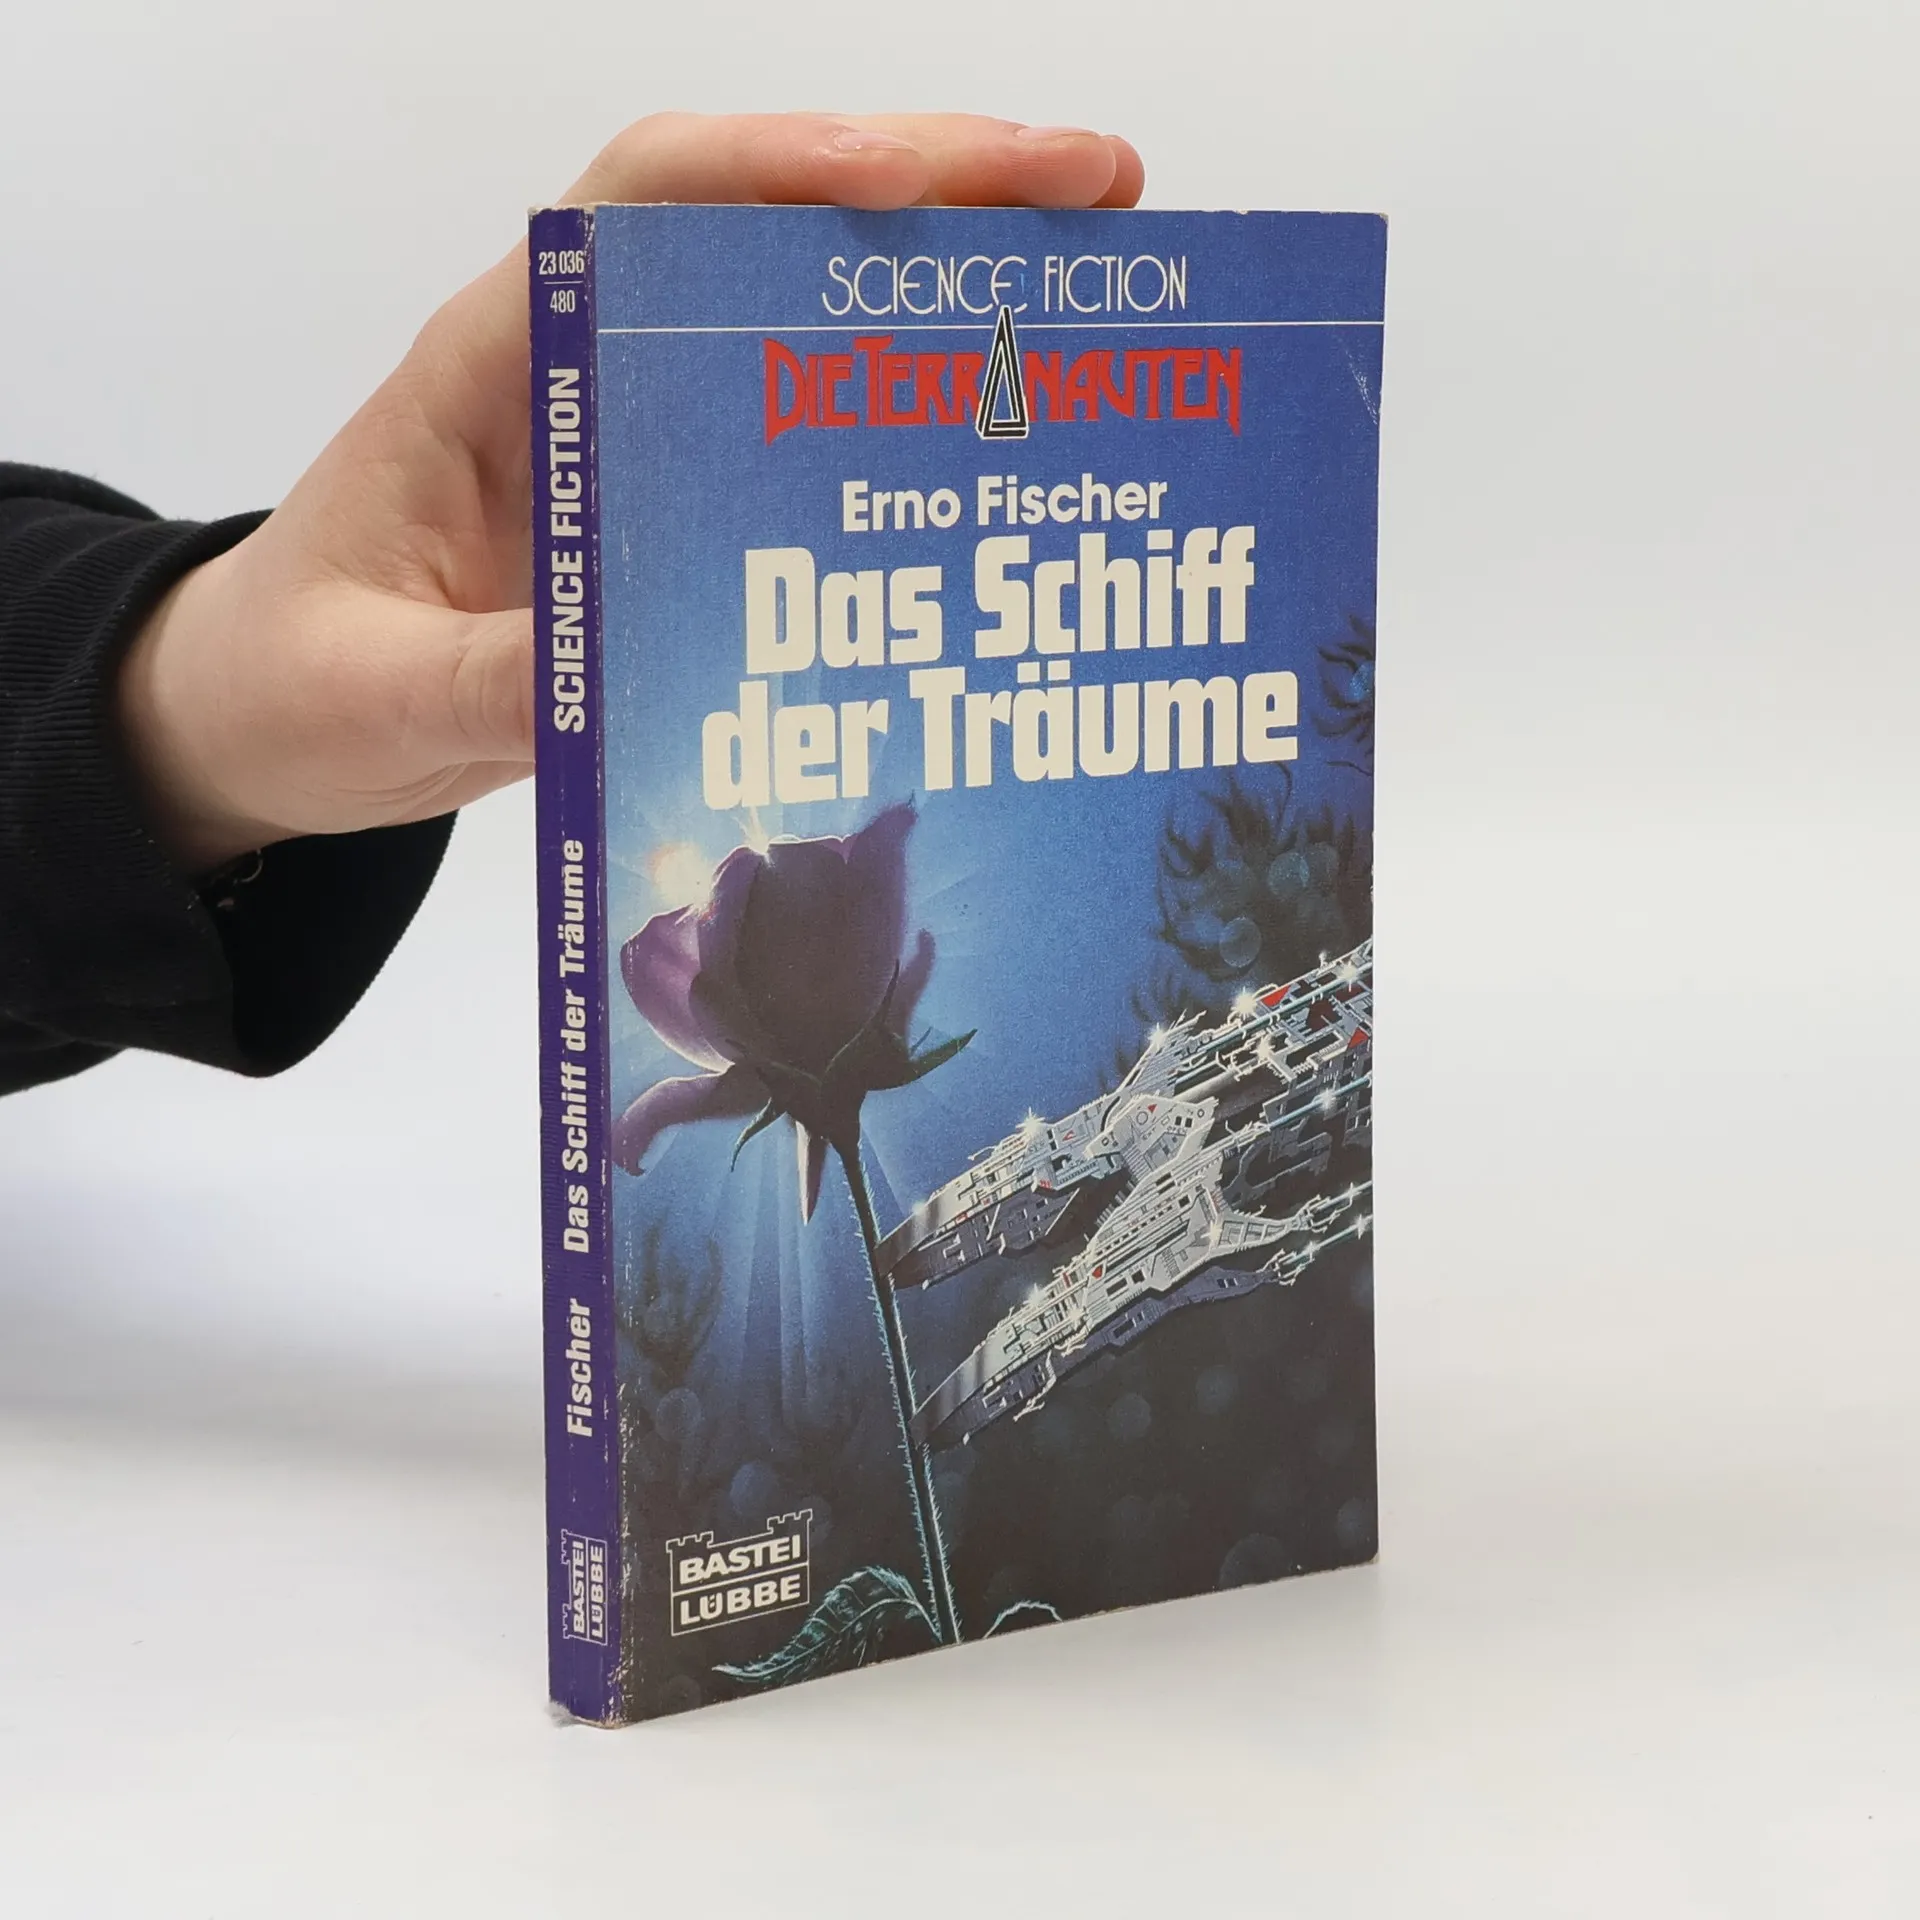 23 036
480
SCIENCE FICTION
Fischer Das Schiff der Träume
BASTEI
LÜBBE
SCIENCE FICTION
DIE TERRANAUTEN
Erno Fischer
Das Schiff
der Träume
BASTEI
LÜBBE